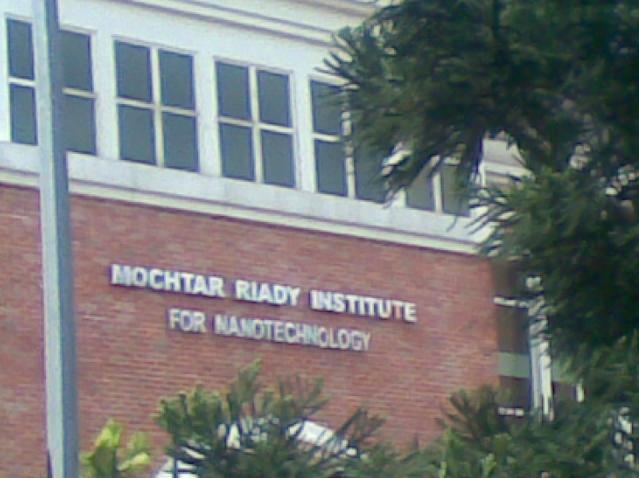 MOCHTAR RIADY INSTITUTE
FOR NANOTECHNOLOGY